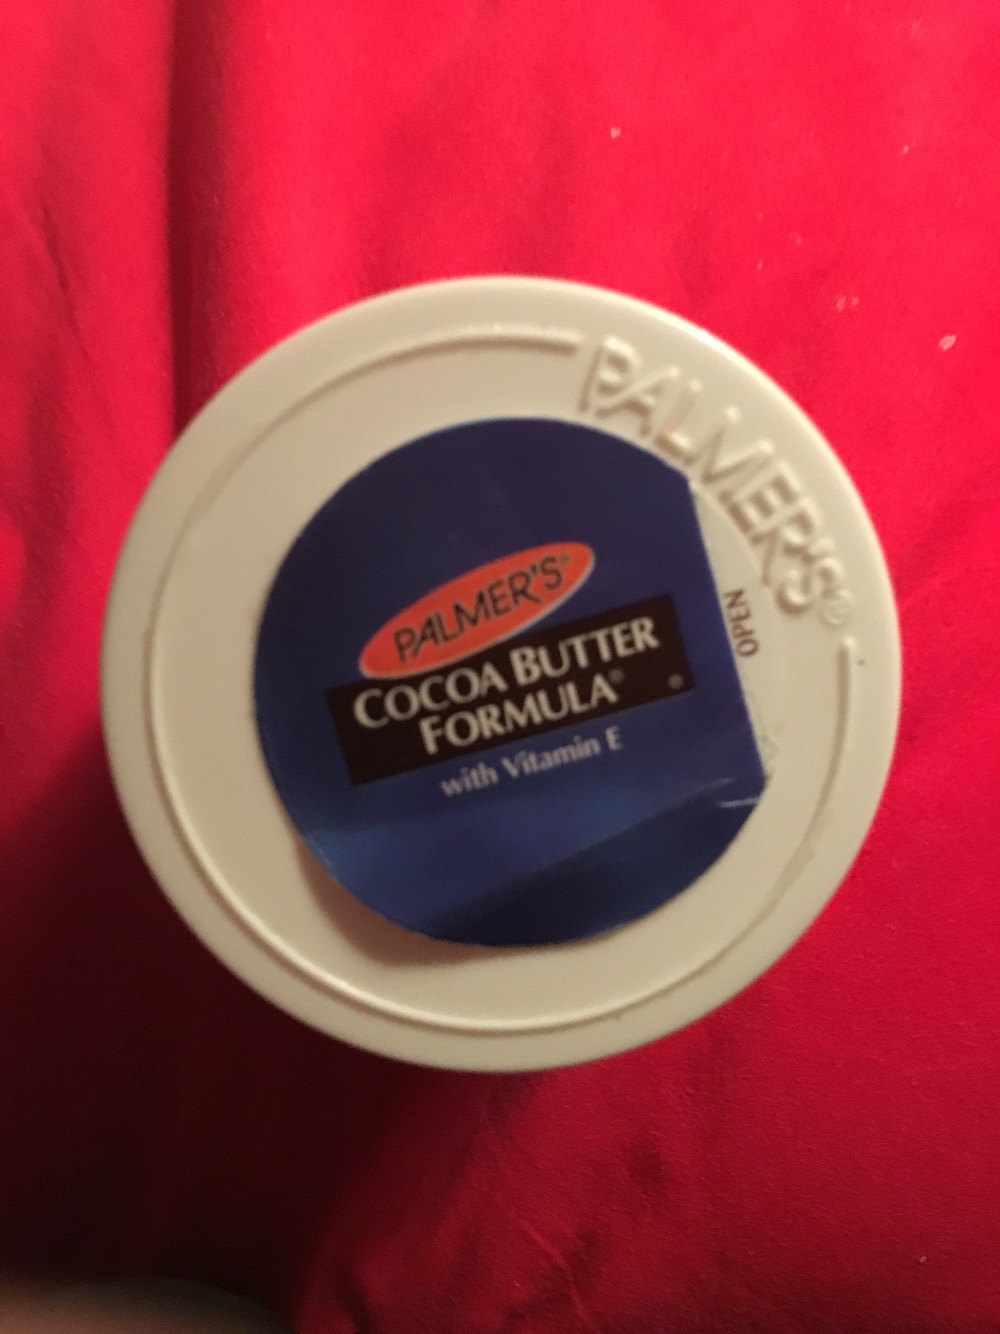 PALMER'S®
OPEN
PALMER'S®
COCOA BUTTER
FORMULA®
with Vitamin E